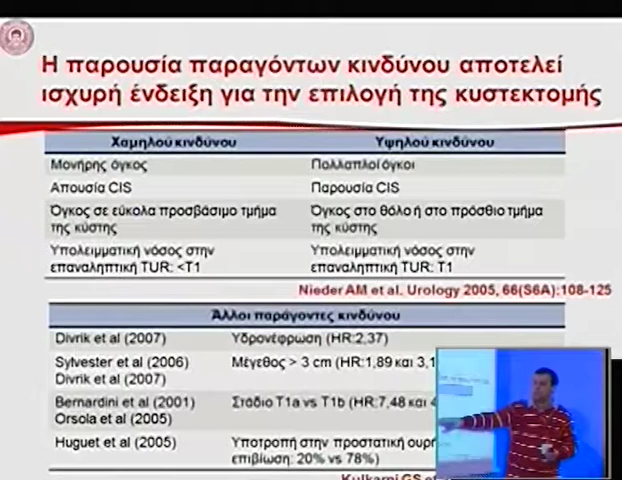 Η παρουσία παραγόντων κινδύνου αποτελεί
ισχυρή ένδειξη για την επιλογή της κυστεκτομής
Χαμηλού κινδύνου Υψηλού κινδύνου
Μονήρης όγκος Πολλαπλοί όγκοι
Απουσία CIS Παρουσία CIS
Όγκος σε εύκολα προσβάσιμο τμήμα Όγκος στο θόλο ή στο πρόσθιο τμήμα
της κύστης της κύστης
Υπολειμματική νόσος στην Υπολειμματική νόσος στην
επαναληπτική TUR: <T1 επαναληπτική TUR: T1
Nieder AM et al. Urology 2005, 66(S6A):108-125
Άλλοι παράγοντες κινδύνου
Divrik et al (2007) Υδρονέφρωση (HR:2,37)
Sylvester et al (2006) Μέγεθος > 3 cm (HR:1,89 και 3,1
Divrik et al (2007)
Bernardini et al (2001) Στάδιο T1a vs T1b (HR:7,48 και
Orsola et al (2005)
Huguet et al (2005) Υποτροπή στην προστατική
επιβίωση: 20% vs 78%)
Kulkarni GS